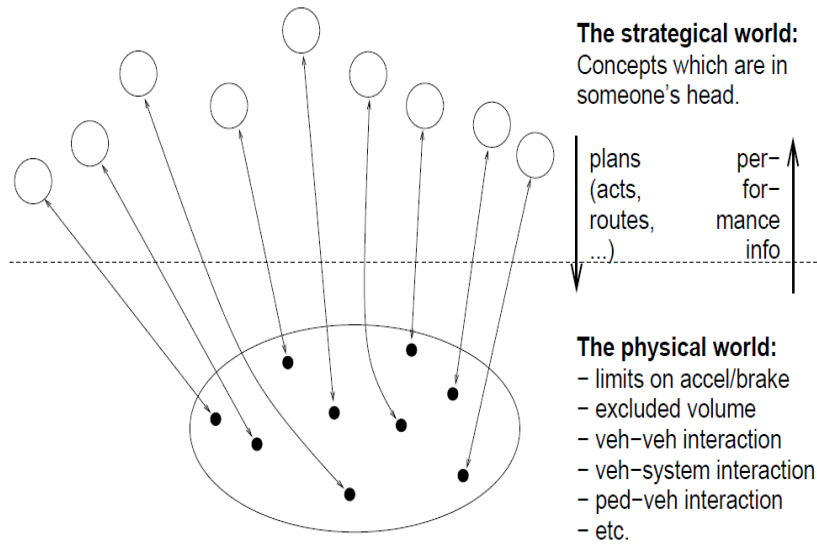 The strategical world:
Concepts which are in
someone's head.
plans
(acts,
routes,
...)
per−
for−
mance
info
The physical world:
− limits on accel/brake
− excluded volume
− veh−veh interaction
− veh−system interaction
− ped−veh interaction
− etc.